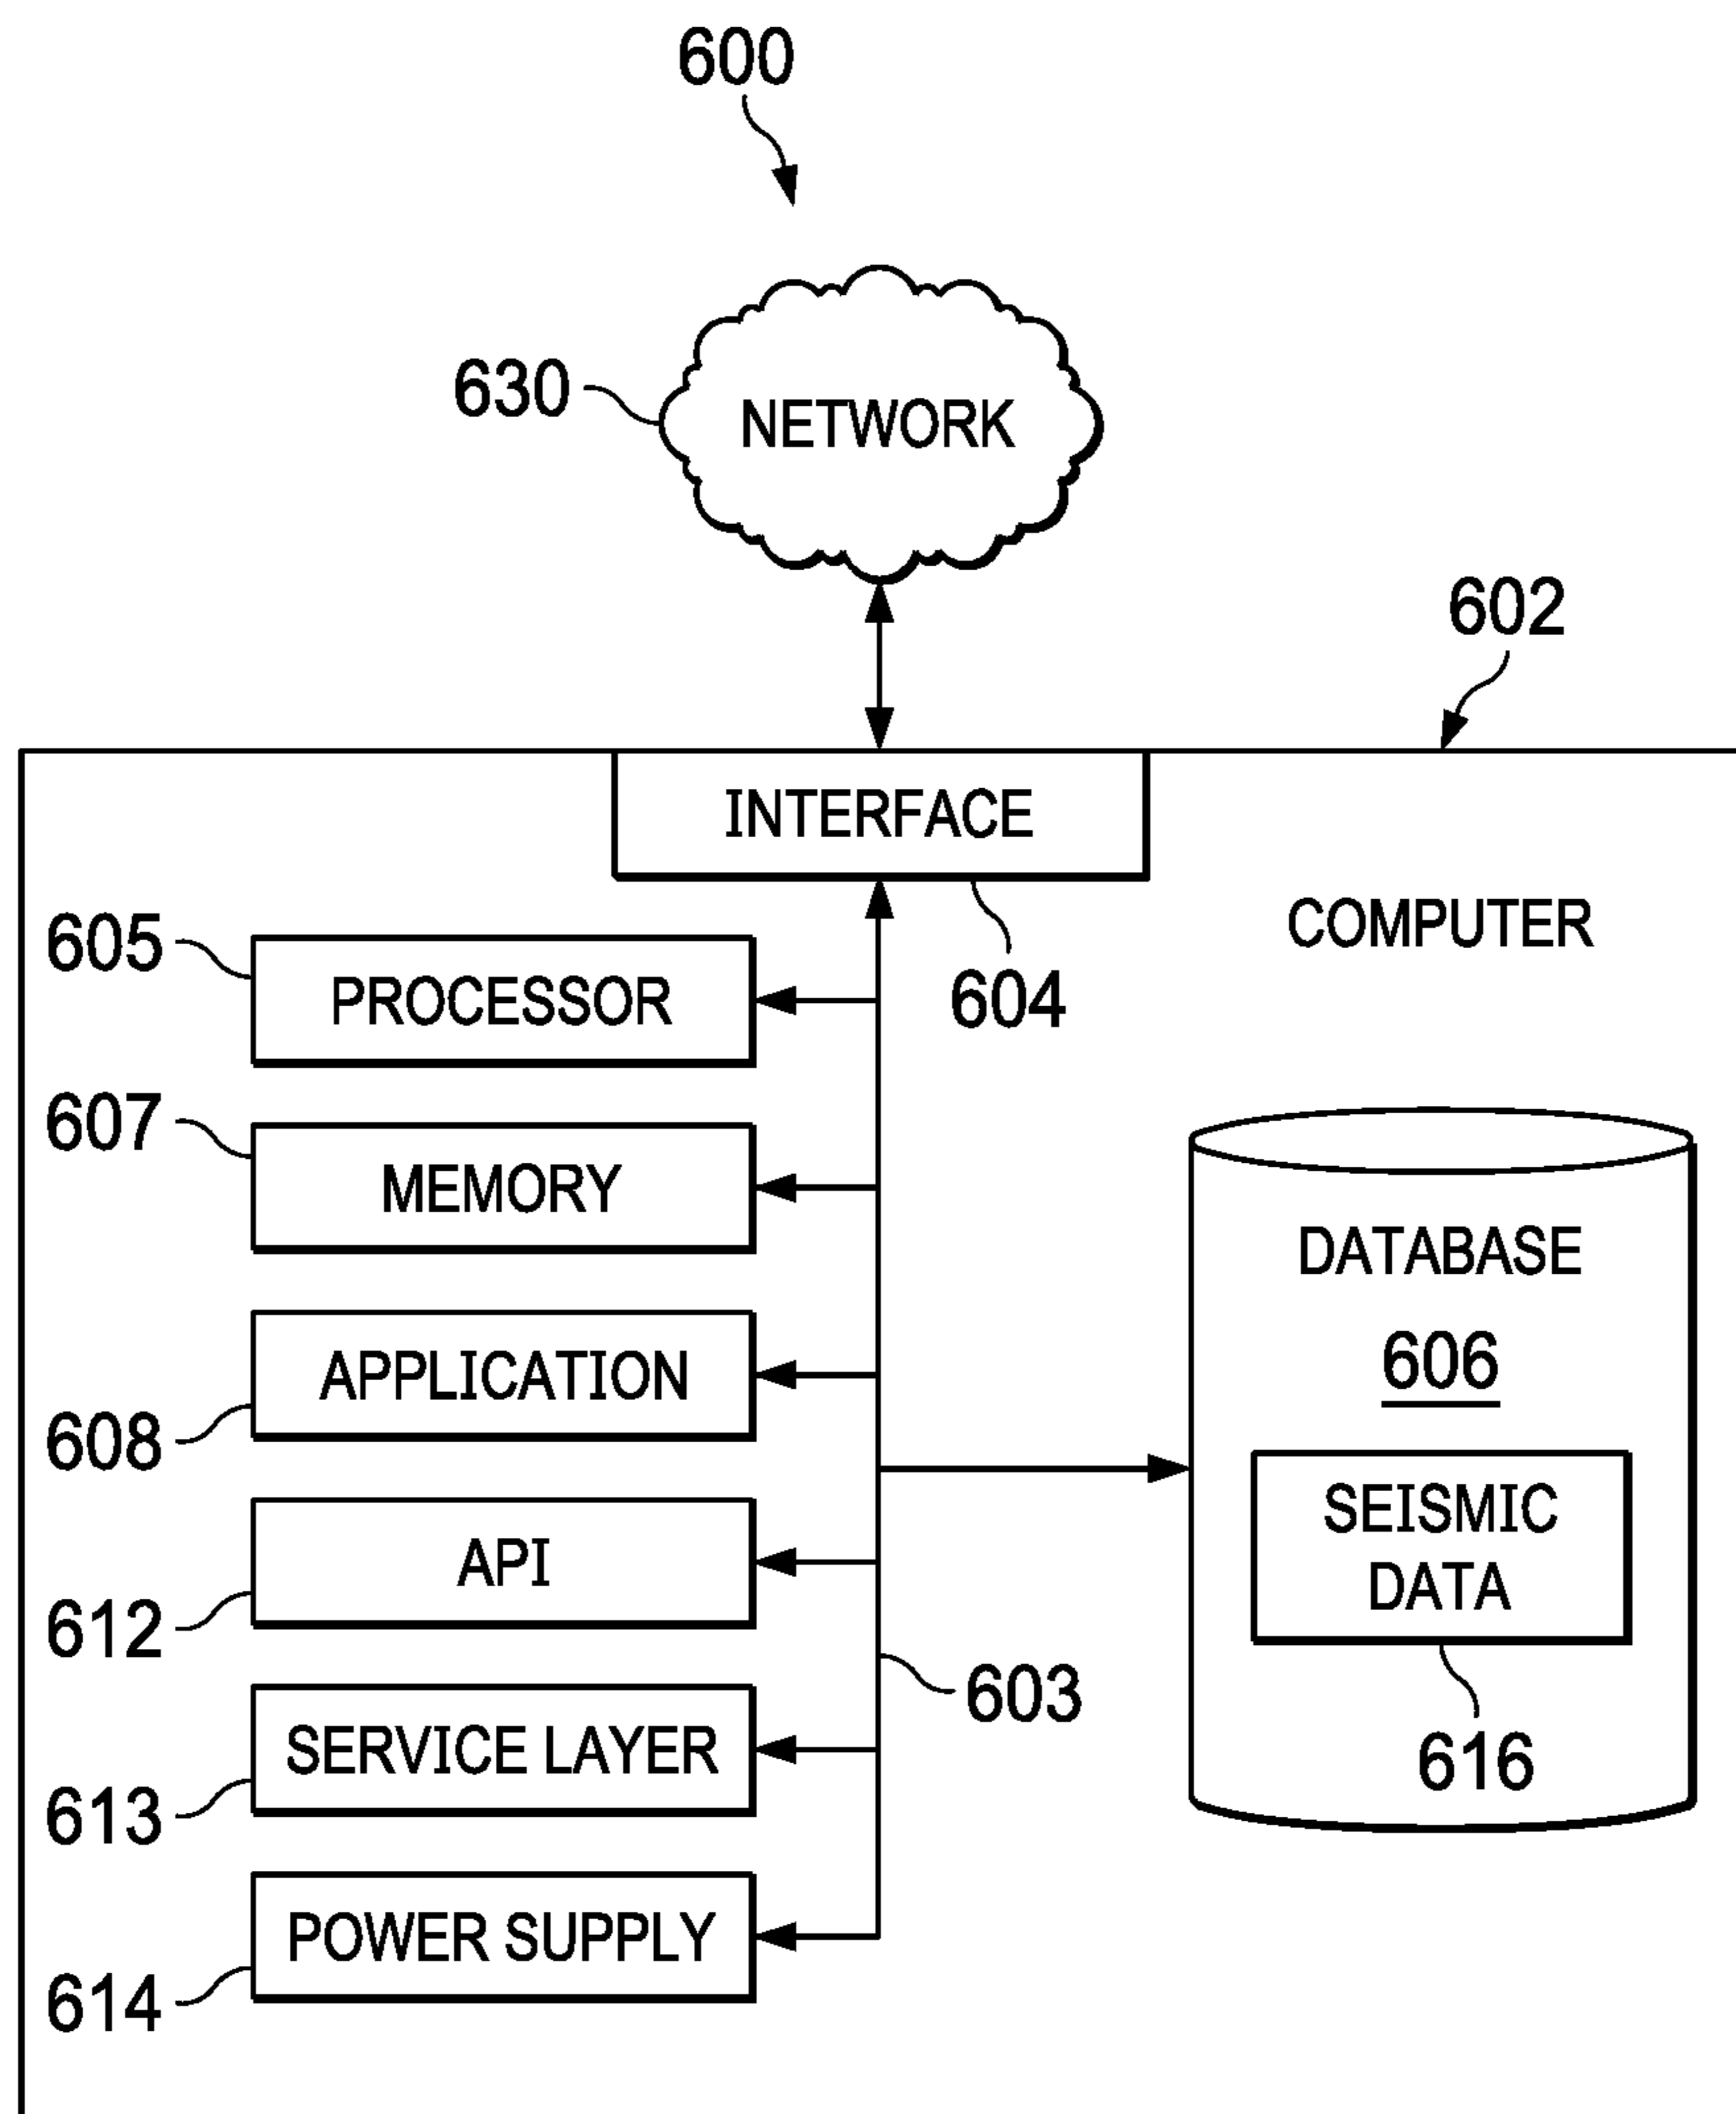 600
630
NETWORK
602
INTERFACE
COMPUTER
604
605
PROCESSOR
607
MEMORY
DATABASE
606
APPLICATION
608
SEISMIC
DATA
API
612
603
SERVICE LAYER
613
616
POWER SUPPLY
614